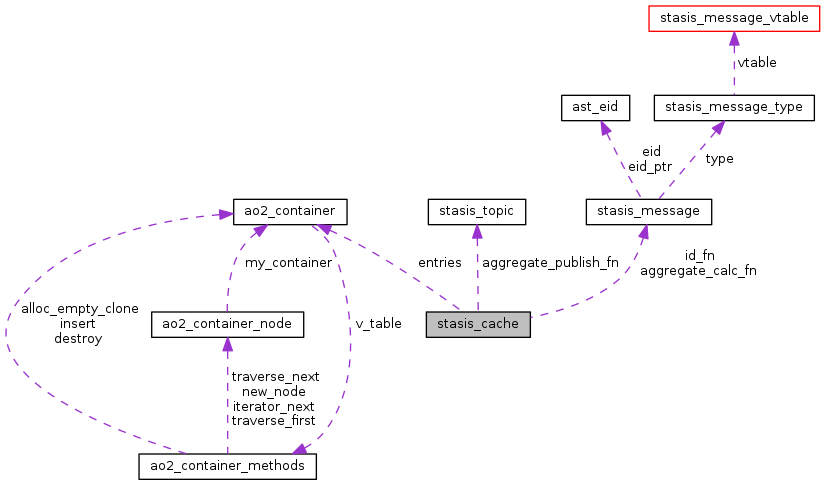 stasis_message_vtable
vtable
ast_eid
stasis_message_type
eid
eid_ptr
type
ao2_container
stasis_topic
stasis_message
my_container
entries
aggregate_publish_fn
id_fn
aggregate_calc_fn
alloc_empty_clone
insert
destroy
ao2_container_node
v_table
stasis_cache
traverse_next
new_node
iterator_next
traverse_first
ao2_container_methods